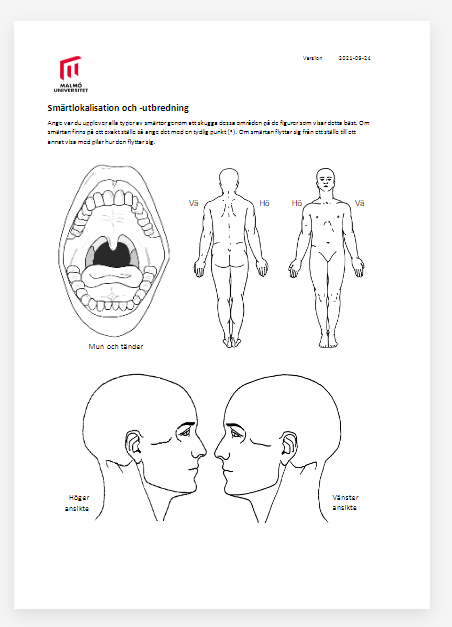 Version 2021-09-24
MALMÖ
UNIVERSITET
Smärtlokalisation och -utbredning
Ange var du upplever alla typer av smärtor genom att skugga dessa områden på de figurer som visar detta bäst. Om
smärtan finns på ett exakt ställe så ange det med en tydlig punkt (*). Om smärtan flyttar sig från ett ställe till ett
annat visa med pilar hur den flyttar sig.
Vä Hö Hö Vä
Mun och tänder
Höger
ansikte
Vänster
ansikte